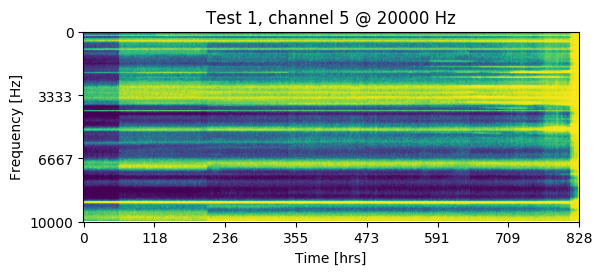 Test 1, channel 5 @ 20000 Hz
Frequency [Hz]
0
3333
6667
10000
0 118 236 355 473 591 709 828
Time [hrs]